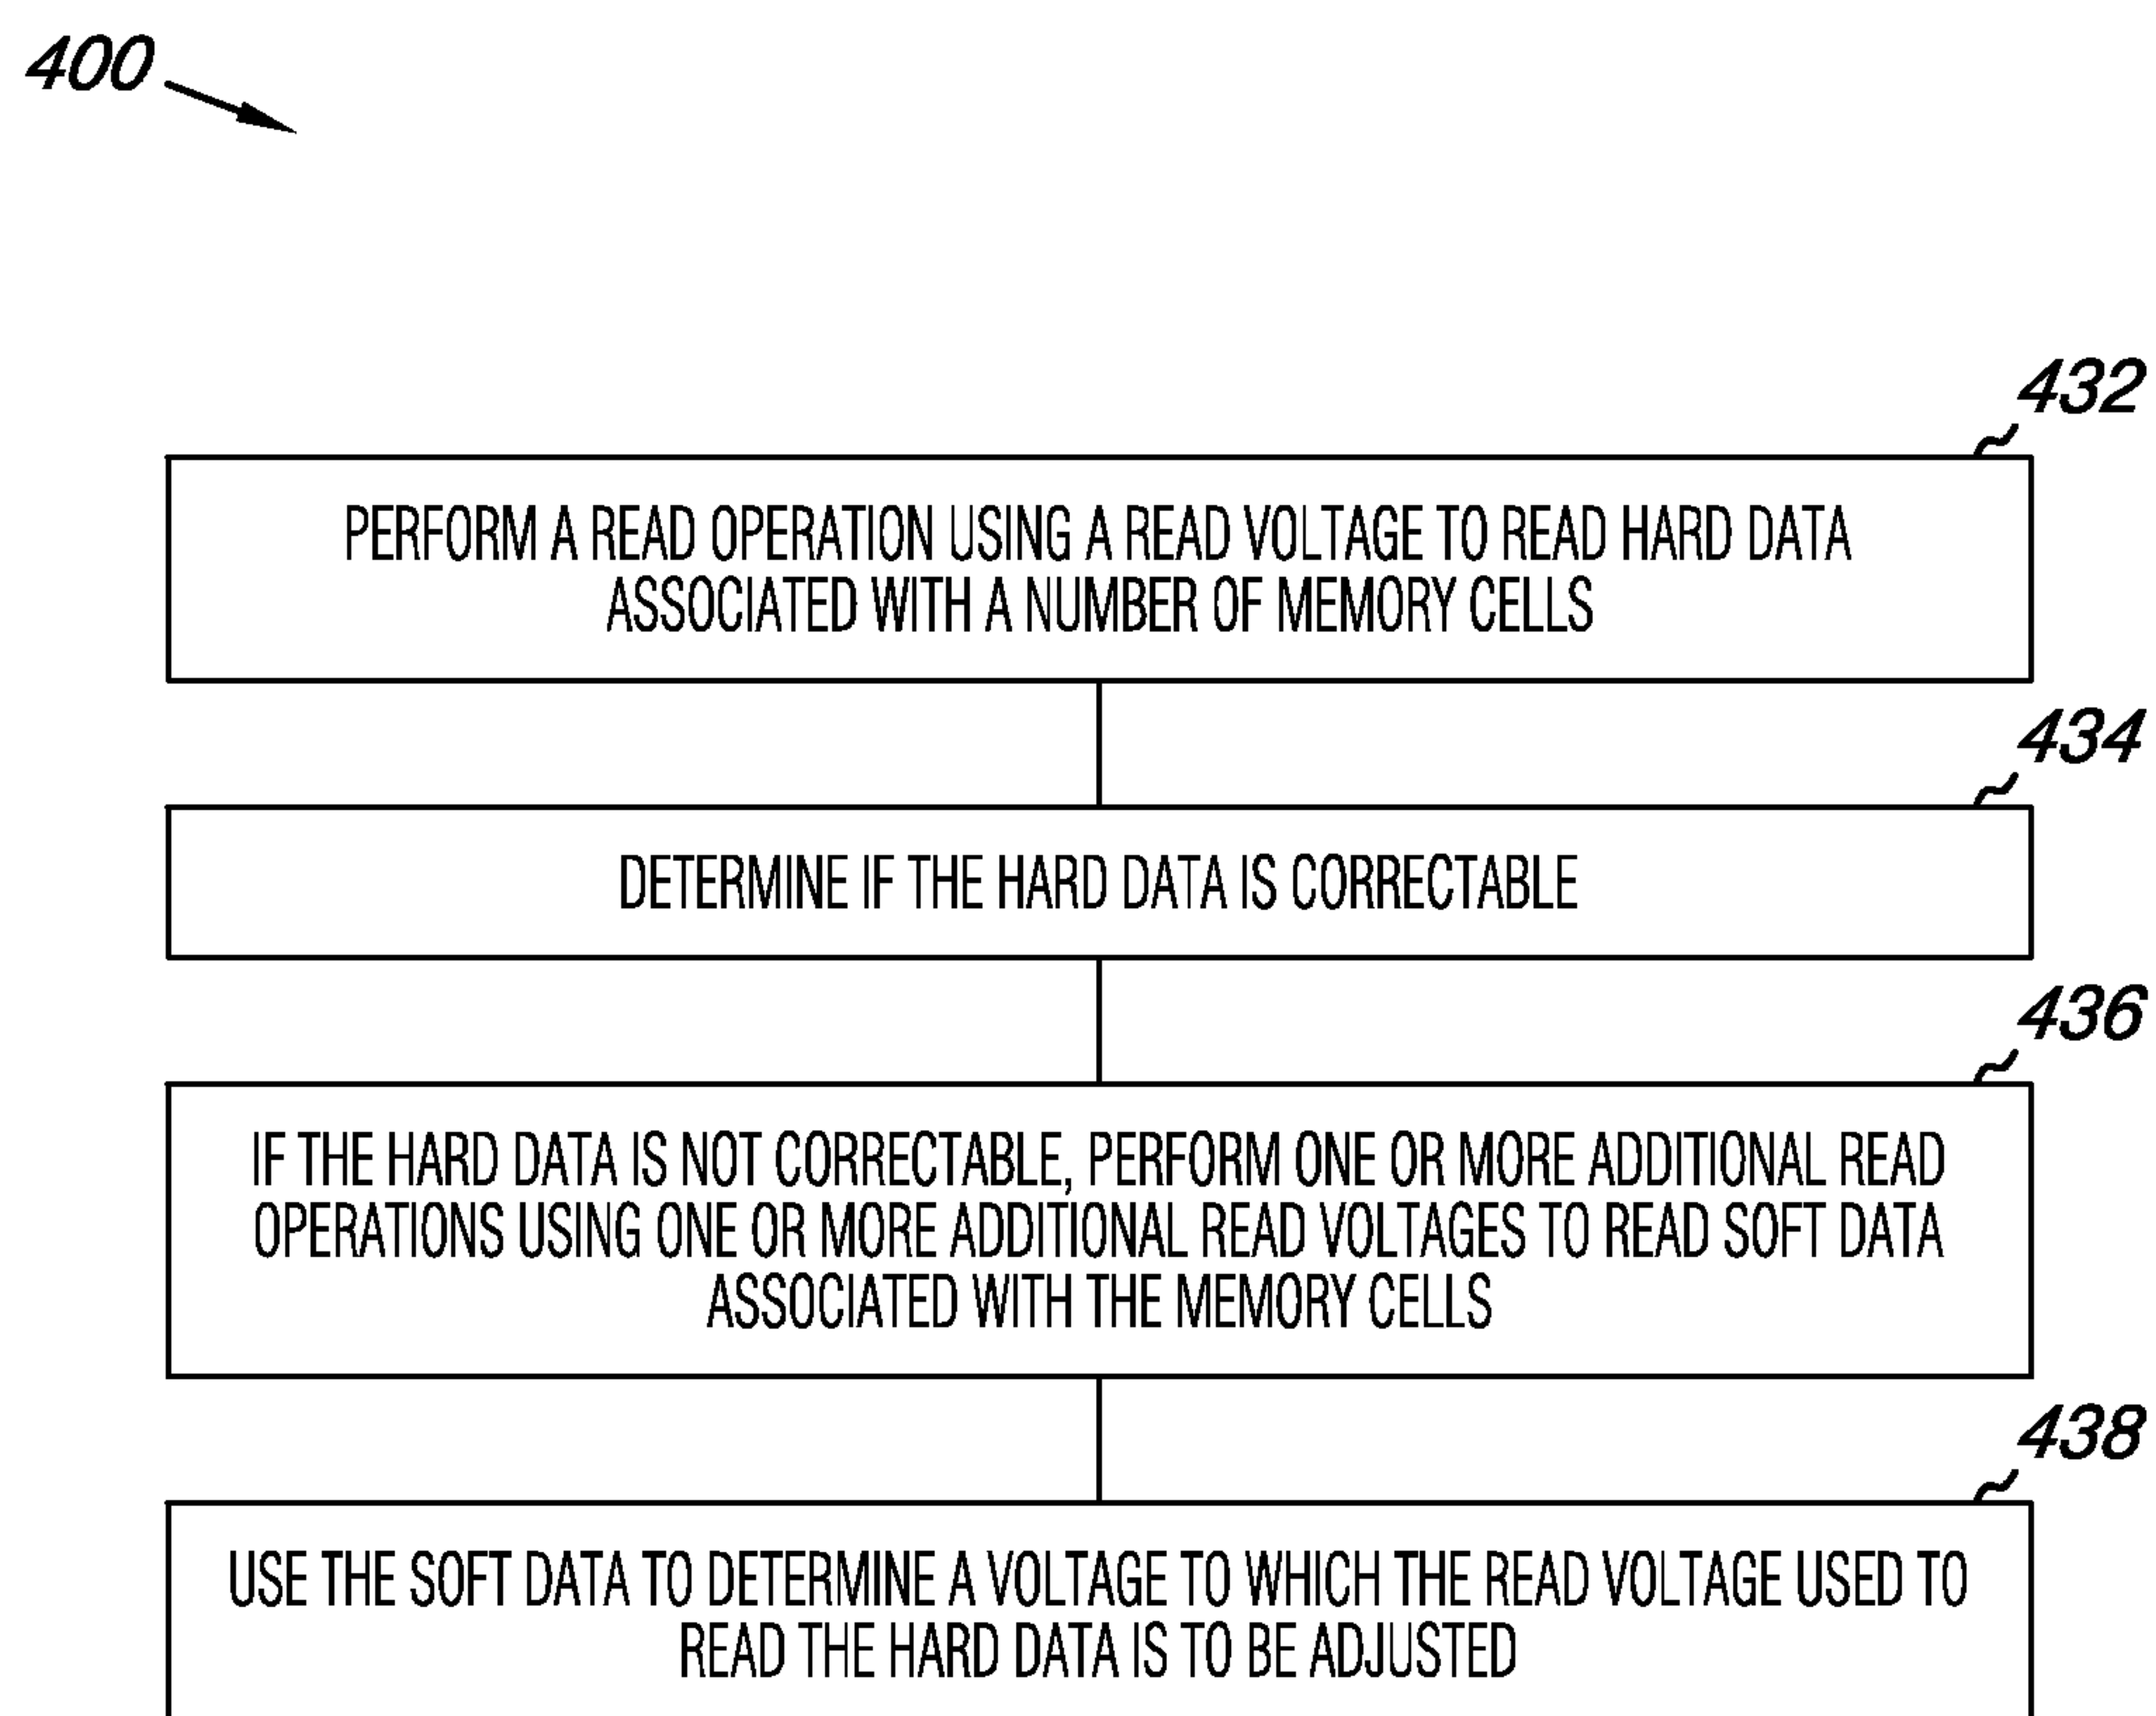 400
432
PERFORM A READ OPERATION USING A READ VOLTAGE TO READ HARD DATA
ASSOCIATED WITH A NUMBER OF MEMORY CELLS
434
DETERMINE IF THE HARD DATA IS CORRECTABLE
436
IF THE HARD DATA IS NOT CORRECTABLE, PERFORM ONE OR MORE ADDITIONAL READ
OPERATIONS USING ONE OR MORE ADDITIONAL READ VOLTAGES TO READ SOFT DATA
ASSOCIATED WITH THE MEMORY CELLS
438
USE THE SOFT DATA TO DETERMINE A VOLTAGE TO WHICH THE READ VOLTAGE USED TO
READ THE HARD DATA IS TO BE ADJUSTED